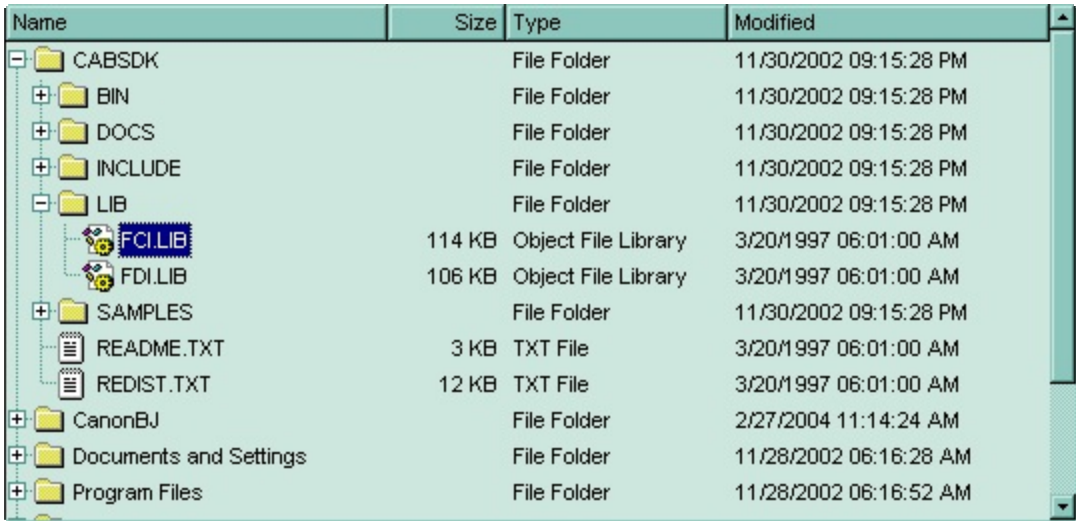 Name Size Type Modified
CABSDK File Folder 11/30/2002 09:15:28 PM
BIN File Folder 11/30/2002 09:15:28 PM
DOCS File Folder 11/30/2002 09:15:28 PM
INCLUDE File Folder 11/30/2002 09:15:28 PM
LIB File Folder 11/30/2002 09:15:28 PM
FCI.LIB 114 KB Object File Library 3/20/1997 06:01:00 AM
FDI.LIB 106 KB Object File Library 3/20/1997 06:01:00 AM
SAMPLES File Folder 11/30/2002 09:15:28 PM
README.TXT 3 KB TXT File 3/20/1997 06:01:00 AM
REDIST.TXT 12 KB TXT File 3/20/1997 06:01:00 AM
CanonBJ File Folder 2/27/2004 11:14:24 AM
Documents and Settings File Folder 11/28/2002 06:16:28 AM
Program Files File Folder 11/28/2002 06:16:52 AM